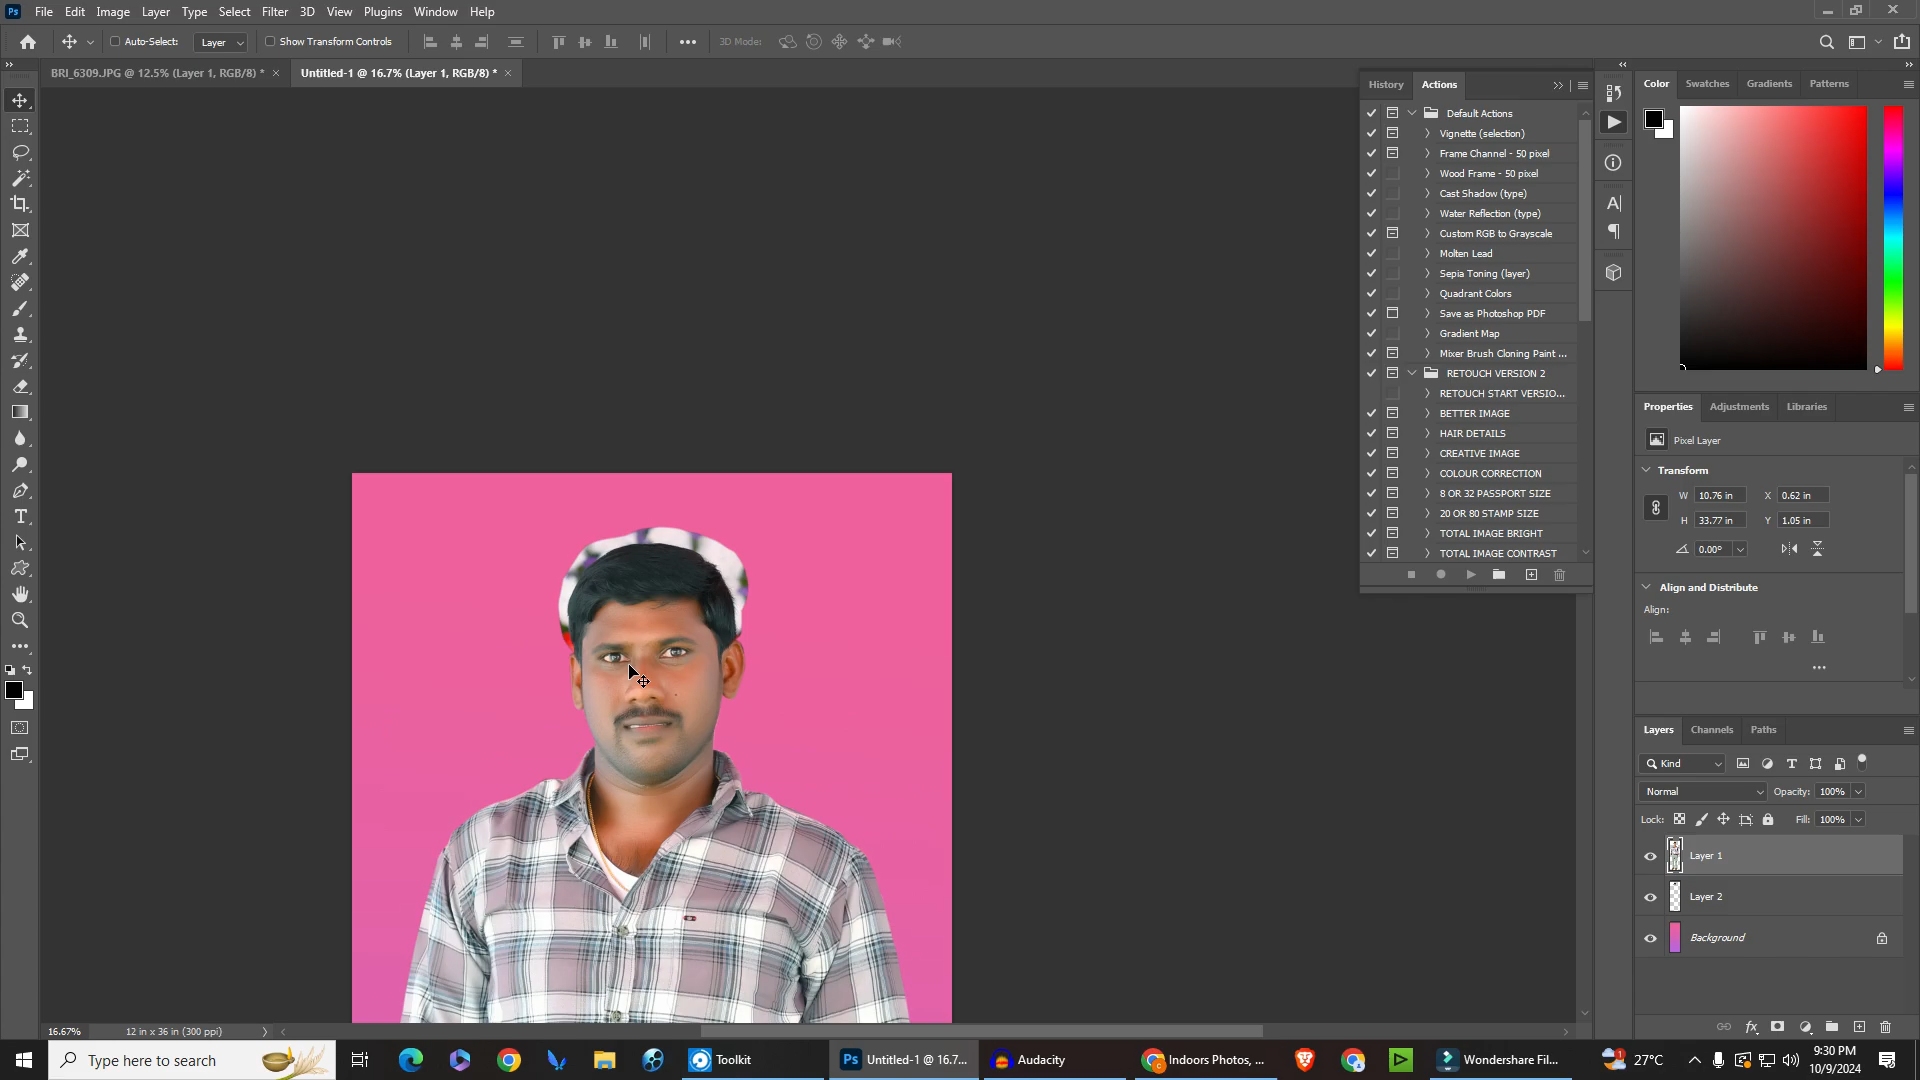 Ps File Edit Image Layer Type Select Filter 3D View Plugins Window Help
Auto-Select: Layer Show Transform Controls 3D Mode:
BRI_6309.JPG @ 12.5% (Layer 1, RGB/8) * Untitled-1 @ 16.7% (Layer 1, RGB/8) *
History Actions
Default Actions
Vignette (selection)
Frame Channel - 50 pixel
Wood Frame - 50 pixel
Cast Shadow (type)
Water Reflection (type)
Custom RGB to Grayscale
Molten Lead
Sepia Toning (layer)
Quadrant Colors
Save as Photoshop PDF
Gradient Map
Mixer Brush Cloning Paint ...
RETOUCH VERSION 2
RETOUCH START VERSIO...
BETTER IMAGE
HAIR DETAILS
CREATIVE IMAGE
COLOUR CORRECTION
8 OR 32 PASSPORT SIZE
20 OR 80 STAMP SIZE
TOTAL IMAGE BRIGHT
TOTAL IMAGE CONTRAST
Color Swatches Gradients Patterns
Properties Adjustments Libraries
Pixel Layer
Transform
W 10.76 in X 0.62 in
H 33.77 in Y 1.05 in
0.00°
Align and Distribute
Align:
Layers Channels Paths
Kind
Normal Opacity: 100%
Lock: Fill: 100%
Layer 1
Layer 2
Background
16.67% 12 in x 36 in (300 ppi)
Type here to search
Toolkit
Ps Untitled-1 @ 16.7...
Audacity
Indoors Photos, ...
Wondershare Fil...
1 27°C
9:30 PM
10/9/2024